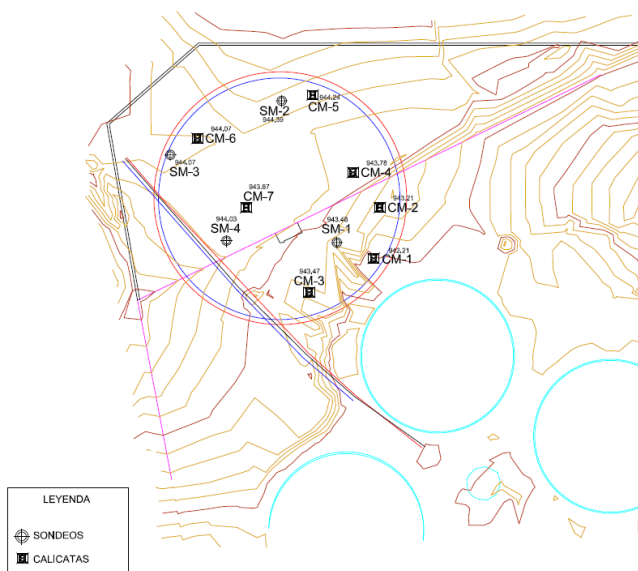 944.24
SM-2
CM-5
944.39
944.07
CM-6
944.07
SM-3
943.78
CM-4
943.87
CM-7
943.21
CM-2
944.03
SM-4
943.48
SM-1
942.21
CM-1
943.47
CM-3
LEYENDA
SONDEOS
CALICATAS